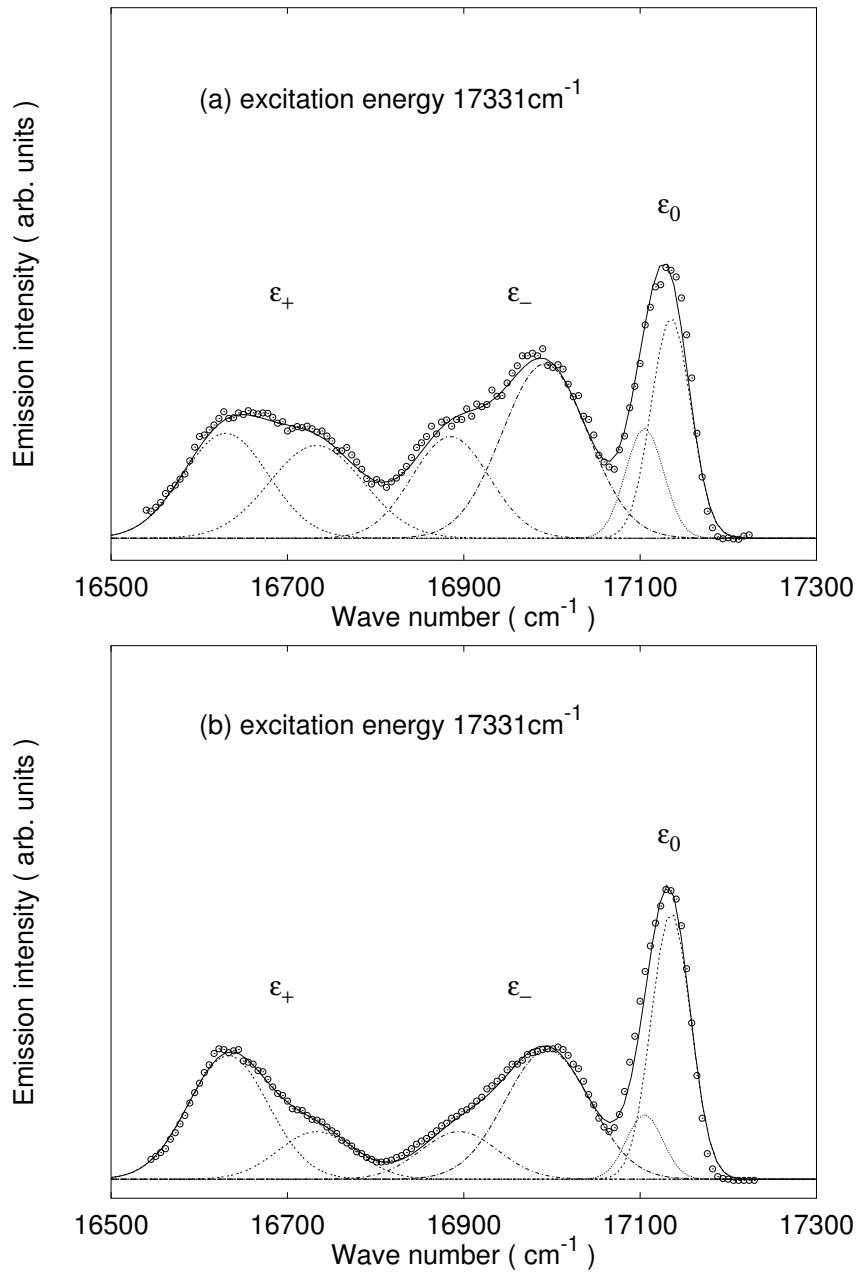 (a) excitation energy 17331cm⁻¹
ε₀
ε₊
ε₋
Emission intensity ( arb. units )
16500 16700 16900 17100 17300
Wave number ( cm⁻¹ )
(b) excitation energy 17331cm⁻¹
ε₀
ε₊
ε₋
Emission intensity ( arb. units )
16500 16700 16900 17100 17300
Wave number ( cm⁻¹ )